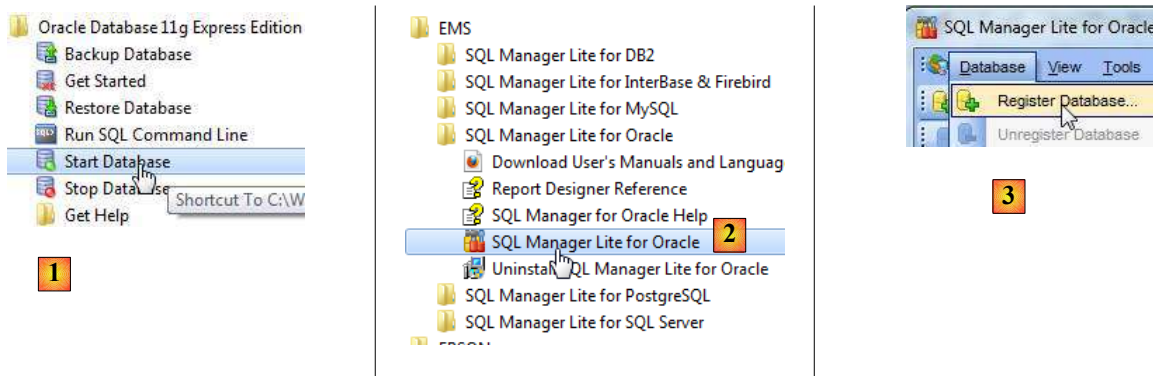 Oracle Database 11g Express Edition
Backup Database
Get Started
Restore Database
Run SQL Command Line
Start Database
Stop Database
Shortcut To C:\W
Get Help
1
EMS
SQL Manager Lite for DB2
SQL Manager Lite for InterBase & Firebird
SQL Manager Lite for MySQL
SQL Manager Lite for Oracle
Download User's Manuals and Languag
Report Designer Reference
SQL Manager for Oracle Help
SQL Manager Lite for Oracle
2
Uninstall SQL Manager Lite for Oracle
SQL Manager Lite for PostgreSQL
SQL Manager Lite for SQL Server
SQL Manager Lite for Oracle
Database View Tools
Register Database...
Unregister Database
3